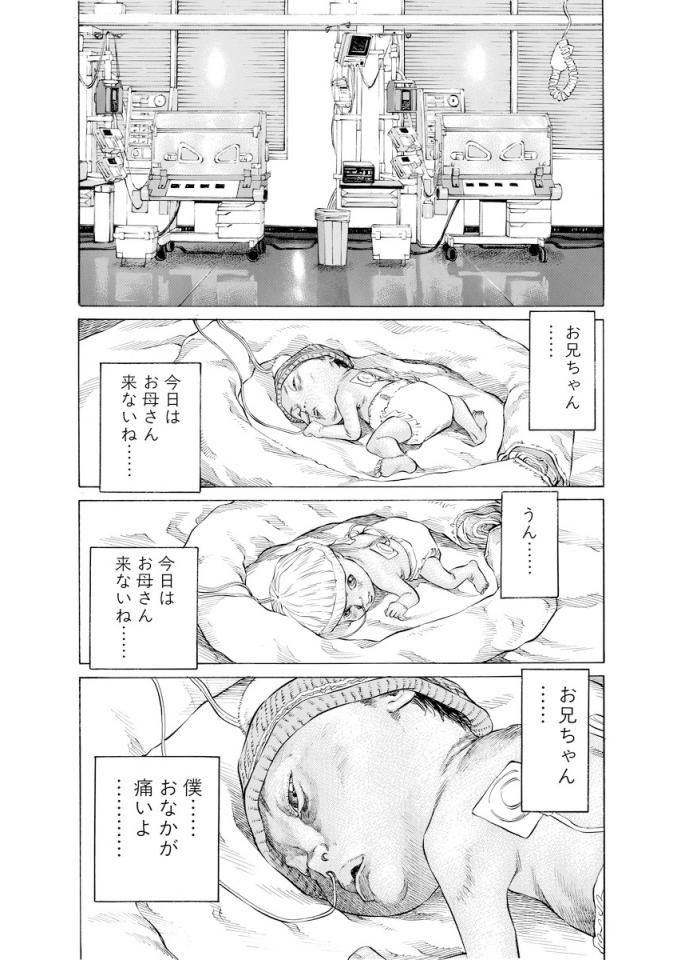 お兄ちゃん
……
今日は
お母さん
来ないね……
うん……
今日は
お母さん
来ないね……
お兄ちゃん
……
僕……
おなかが
痛いよ
…………